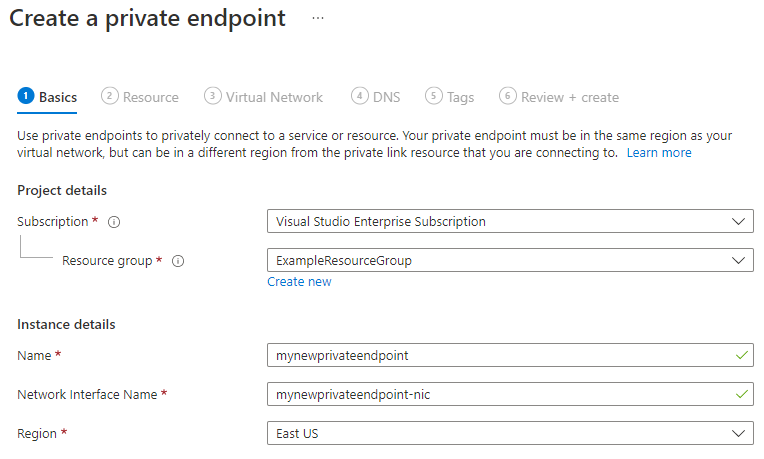 Create a private endpoint ...
1 Basics 2 Resource 3 Virtual Network 4 DNS 5 Tags 6 Review + create
Use private endpoints to privately connect to a service or resource. Your private endpoint must be in the same region as your
virtual network, but can be in a different region from the private link resource that you are connecting to. Learn more
Project details
Subscription * Visual Studio Enterprise Subscription
Resource group * ExampleResourceGroup
Create new
Instance details
Name * mynewprivateendpoint
Network Interface Name * mynewprivateendpoint-nic
Region * East US